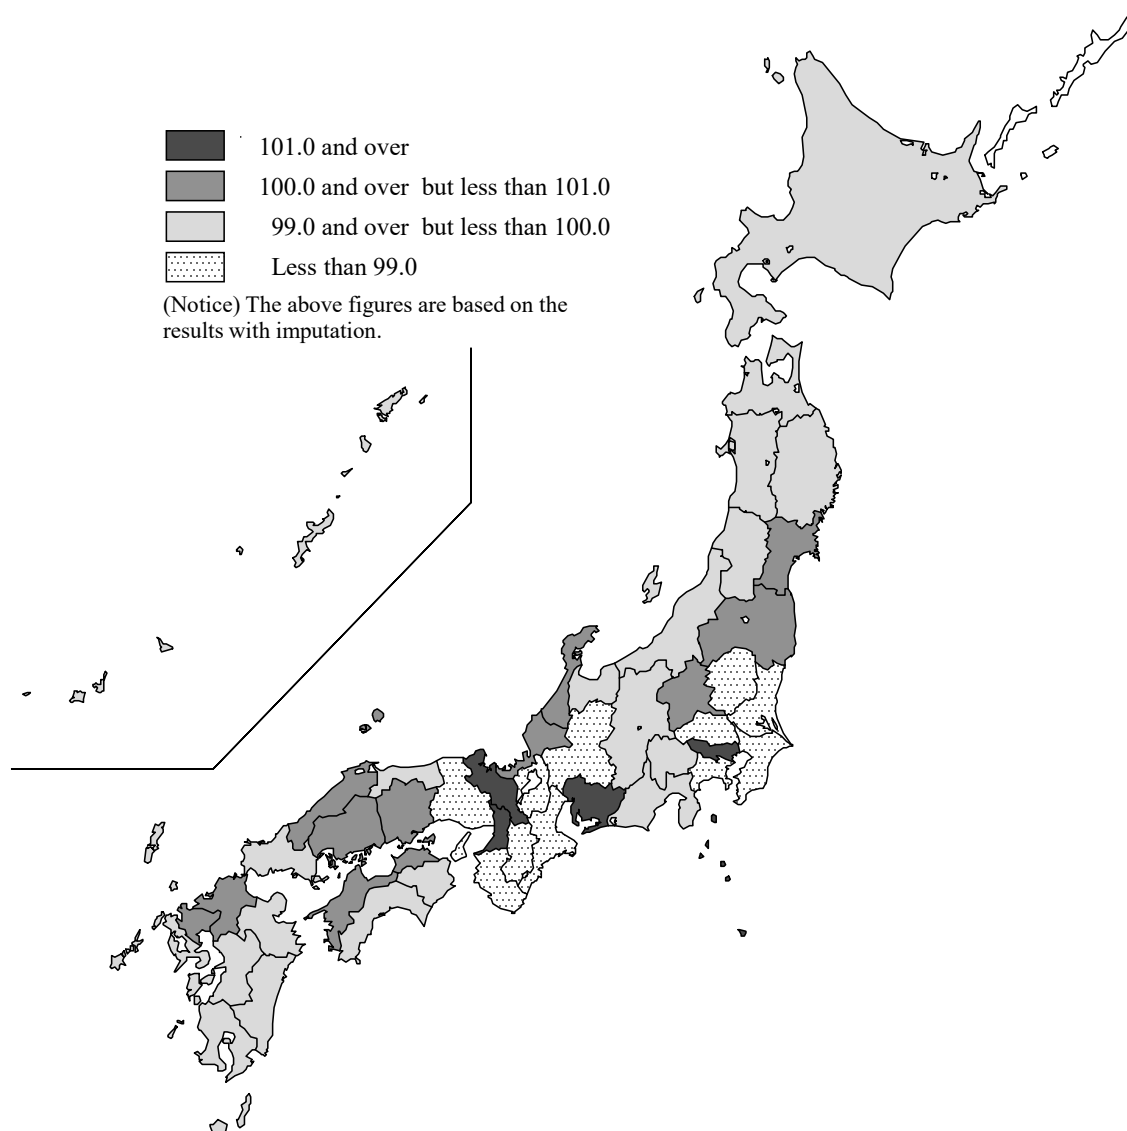 101.0 and over
100.0 and over but less than 101.0
99.0 and over but less than 100.0
Less than 99.0
(Notice) The above figures are based on the
results with imputation.